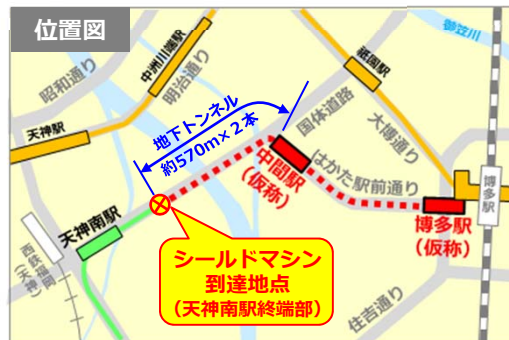 位置図
御笠川
中洲川端駅
祇園駅
昭和通り
明治通り
地下トンネル
約570m×2本
国体道路
大博通り
天神駅
中間駅
(仮称)
はかた駅前通り
博多駅
博多駅
(仮称)
天神南駅
西鉄福岡
(天神)
シールドマシン
到達地点
(天神南駅終端部)
住吉通り